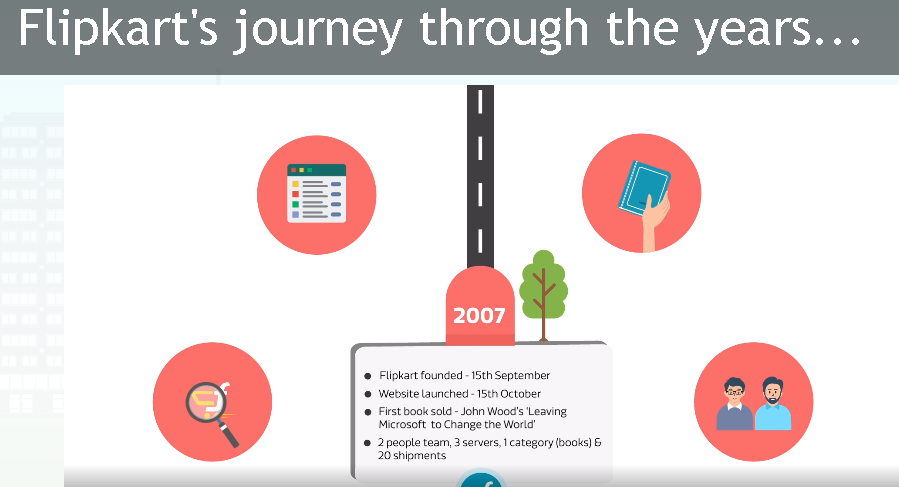 Flipkart's journey through the years...
2007
● Flipkart founded - 15th September
● Website launched - 15th October
● First book sold - John Wood's 'Leaving
Microsoft to Change the World'
● 2 people team, 3 servers, 1 category (books) &
20 shipments